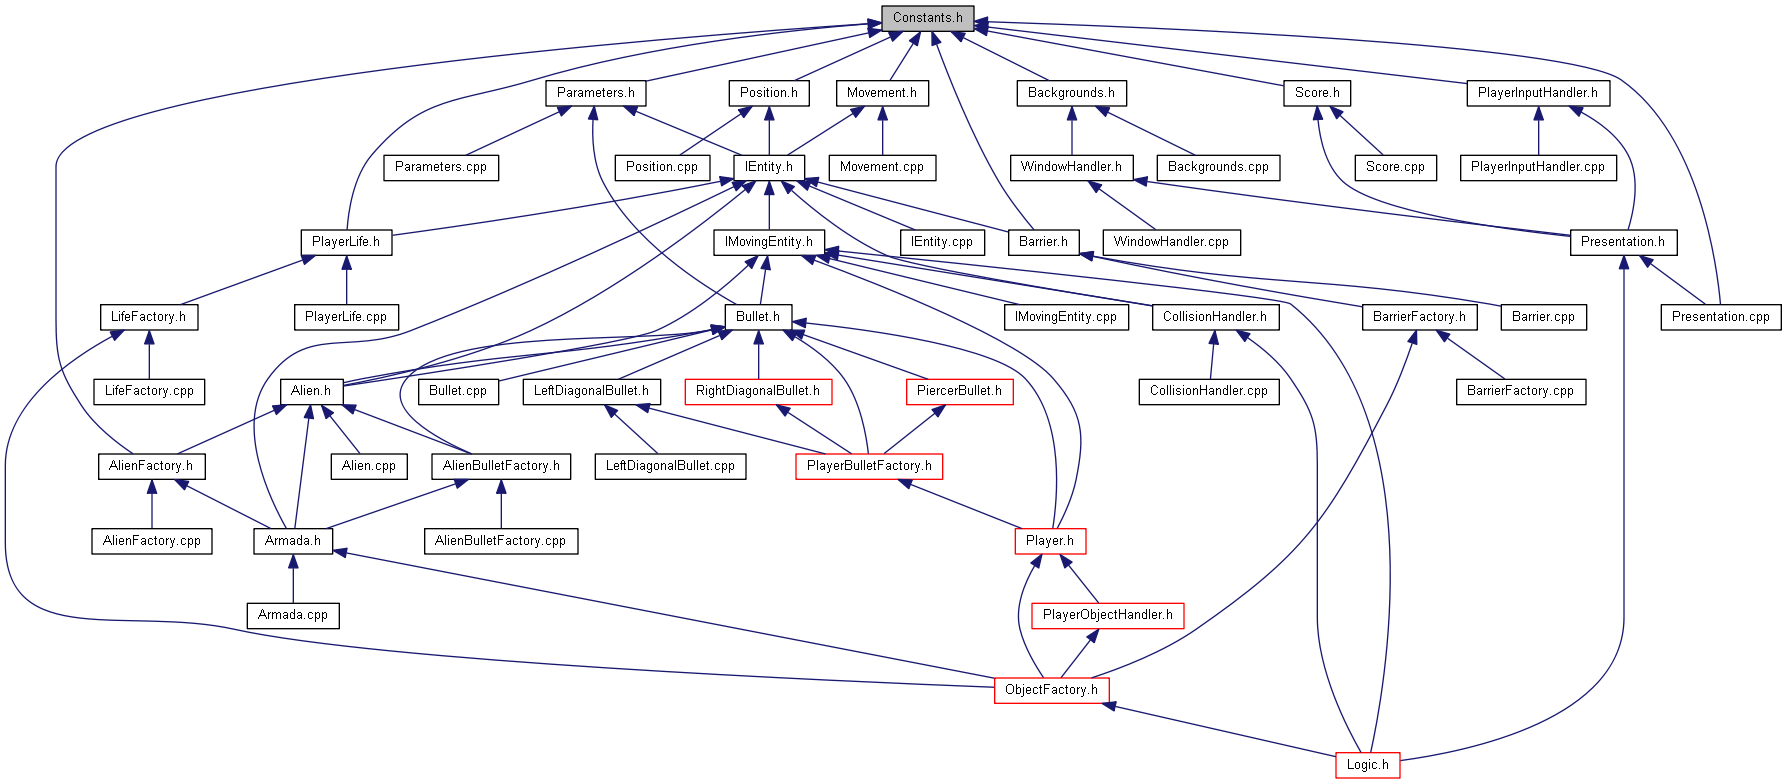 Constants.h
Parameters.h
Position.h
Movement.h
Backgrounds.h
Score.h
PlayerInputHandler.h
Parameters.cpp
Position.cpp
IEntity.h
Movement.cpp
WindowHandler.h
Backgrounds.cpp
Score.cpp
PlayerInputHandler.cpp
PlayerLife.h
IMovingEntity.h
IEntity.cpp
Barrier.h
WindowHandler.cpp
Presentation.h
LifeFactory.h
PlayerLife.cpp
Bullet.h
IMovingEntity.cpp
CollisionHandler.h
BarrierFactory.h
Barrier.cpp
Presentation.cpp
LifeFactory.cpp
Alien.h
Bullet.cpp
LeftDiagonalBullet.h
RightDiagonalBullet.h
PiercerBullet.h
CollisionHandler.cpp
BarrierFactory.cpp
AlienFactory.h
Alien.cpp
AlienBulletFactory.h
LeftDiagonalBullet.cpp
PlayerBulletFactory.h
AlienFactory.cpp
Armada.h
AlienBulletFactory.cpp
Player.h
Armada.cpp
PlayerObjectHandler.h
ObjectFactory.h
Logic.h